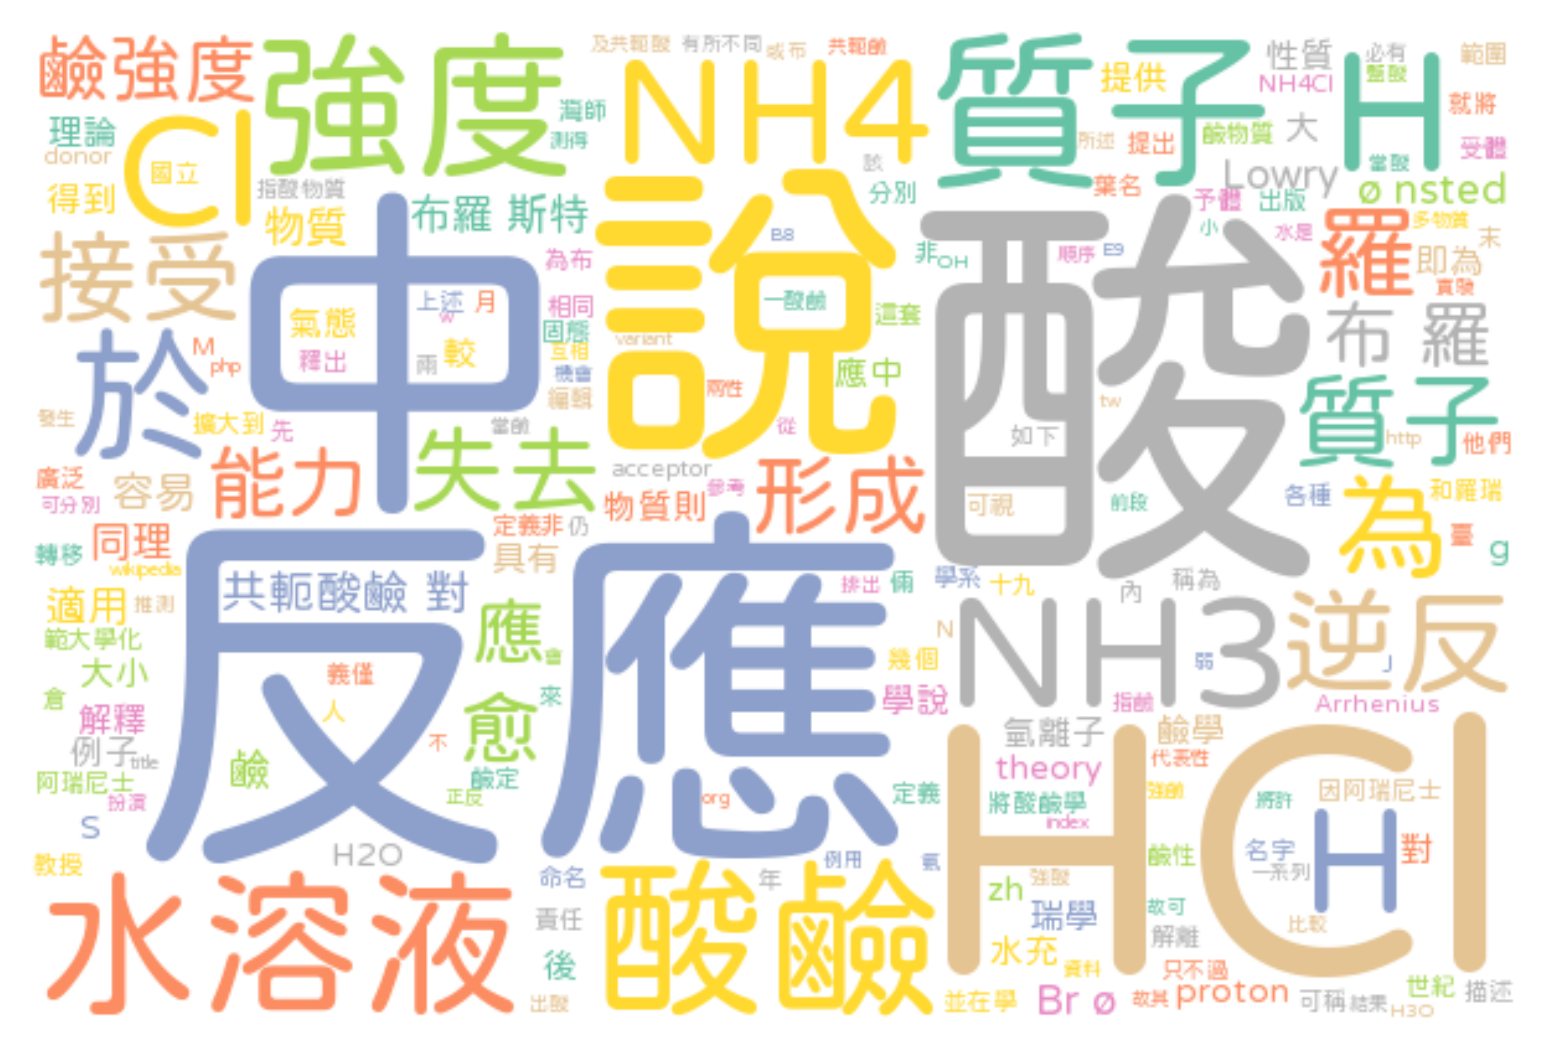 鹼強度
強度
及共軛酸
有所不同
或布
共軛鹼
NH4
質子
提供
性質
必有
範圍
NH4Cl
鹼酸
H
就將
理論
donor
Cl
國立
指酸物質
灣師
測得
該
所述
提出
鹼物質
大
當酸
受體
得到
物質
布羅 斯特
說
分別
葉名
Lowry
予體
出版
ø nsted
接受
中
為布
B8
非
OH
酸
順序
E9
小
水是
羅
多物質
末
即為
實驗
氣態
釋出
上述
w
月
相同
固態
一酸鹼
這套
布 羅
於
M
php
雨
較
互相
機會
variant
兩性
應中
質子
發生
擴大到
先
當鹼
編輯
從
tw
如下
http
他們
廣泛
可分別
容易
能力
失去
acceptor
參考
物質則
形成
可視
前段
各種
為
和羅瑞
臺
g
轉移
同理
wikipedia
定義非
仍
具有
反應
共軛酸鹼 對
排出
倆
學系
十九
內
稱為
適用
推測
範大學化
大小
應
會
N
幾個
NH3
弱
逆反
J
倉
解釋
義僅
人
愈
來
學說
指鹼
Arrhenius
例子
title
鹼
不
氫離子
鹼學
HCl
阿瑞尼士
扮演
鹼定
正反
org
定義
theory
代表性
將酸鹼學
index
強鹼
將許
因阿瑞尼士
S
H2O
教授
命名
例用
氫
鹼性
名字
一系列
H
對
水溶液
酸鹼
年
責任
zh
強酸
瑞學
故可
比較
後
水充
解離
出酸
資料
只不過
並在學
Br ø
故其
proton
可稱
結果
世紀
H3O
描述